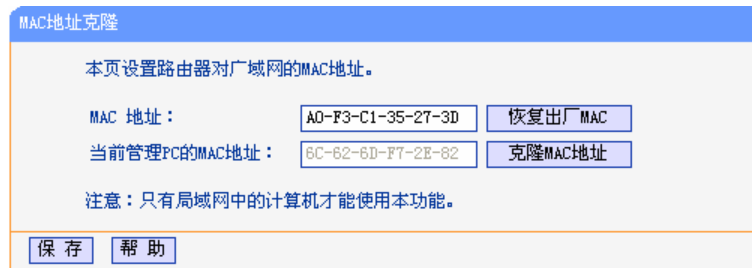 MAC地址克隆
本页设置路由器对广域网的MAC地址。
MAC 地址： A0-F3-C1-35-27-3D 恢复出厂MAC
当前管理PC的MAC地址： 6C-62-6D-F7-2E-82 克隆MAC地址
注意：只有局域网中的计算机才能使用本功能。
保 存 帮 助